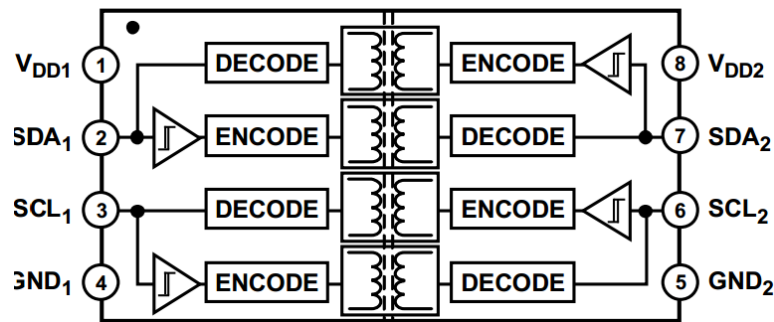 VDD1 1 DECODE ENCODE 8 VDD2
SDA1 2 ENCODE DECODE 7 SDA2
SCL1 3 DECODE ENCODE 6 SCL2
GND1 4 ENCODE DECODE 5 GND2